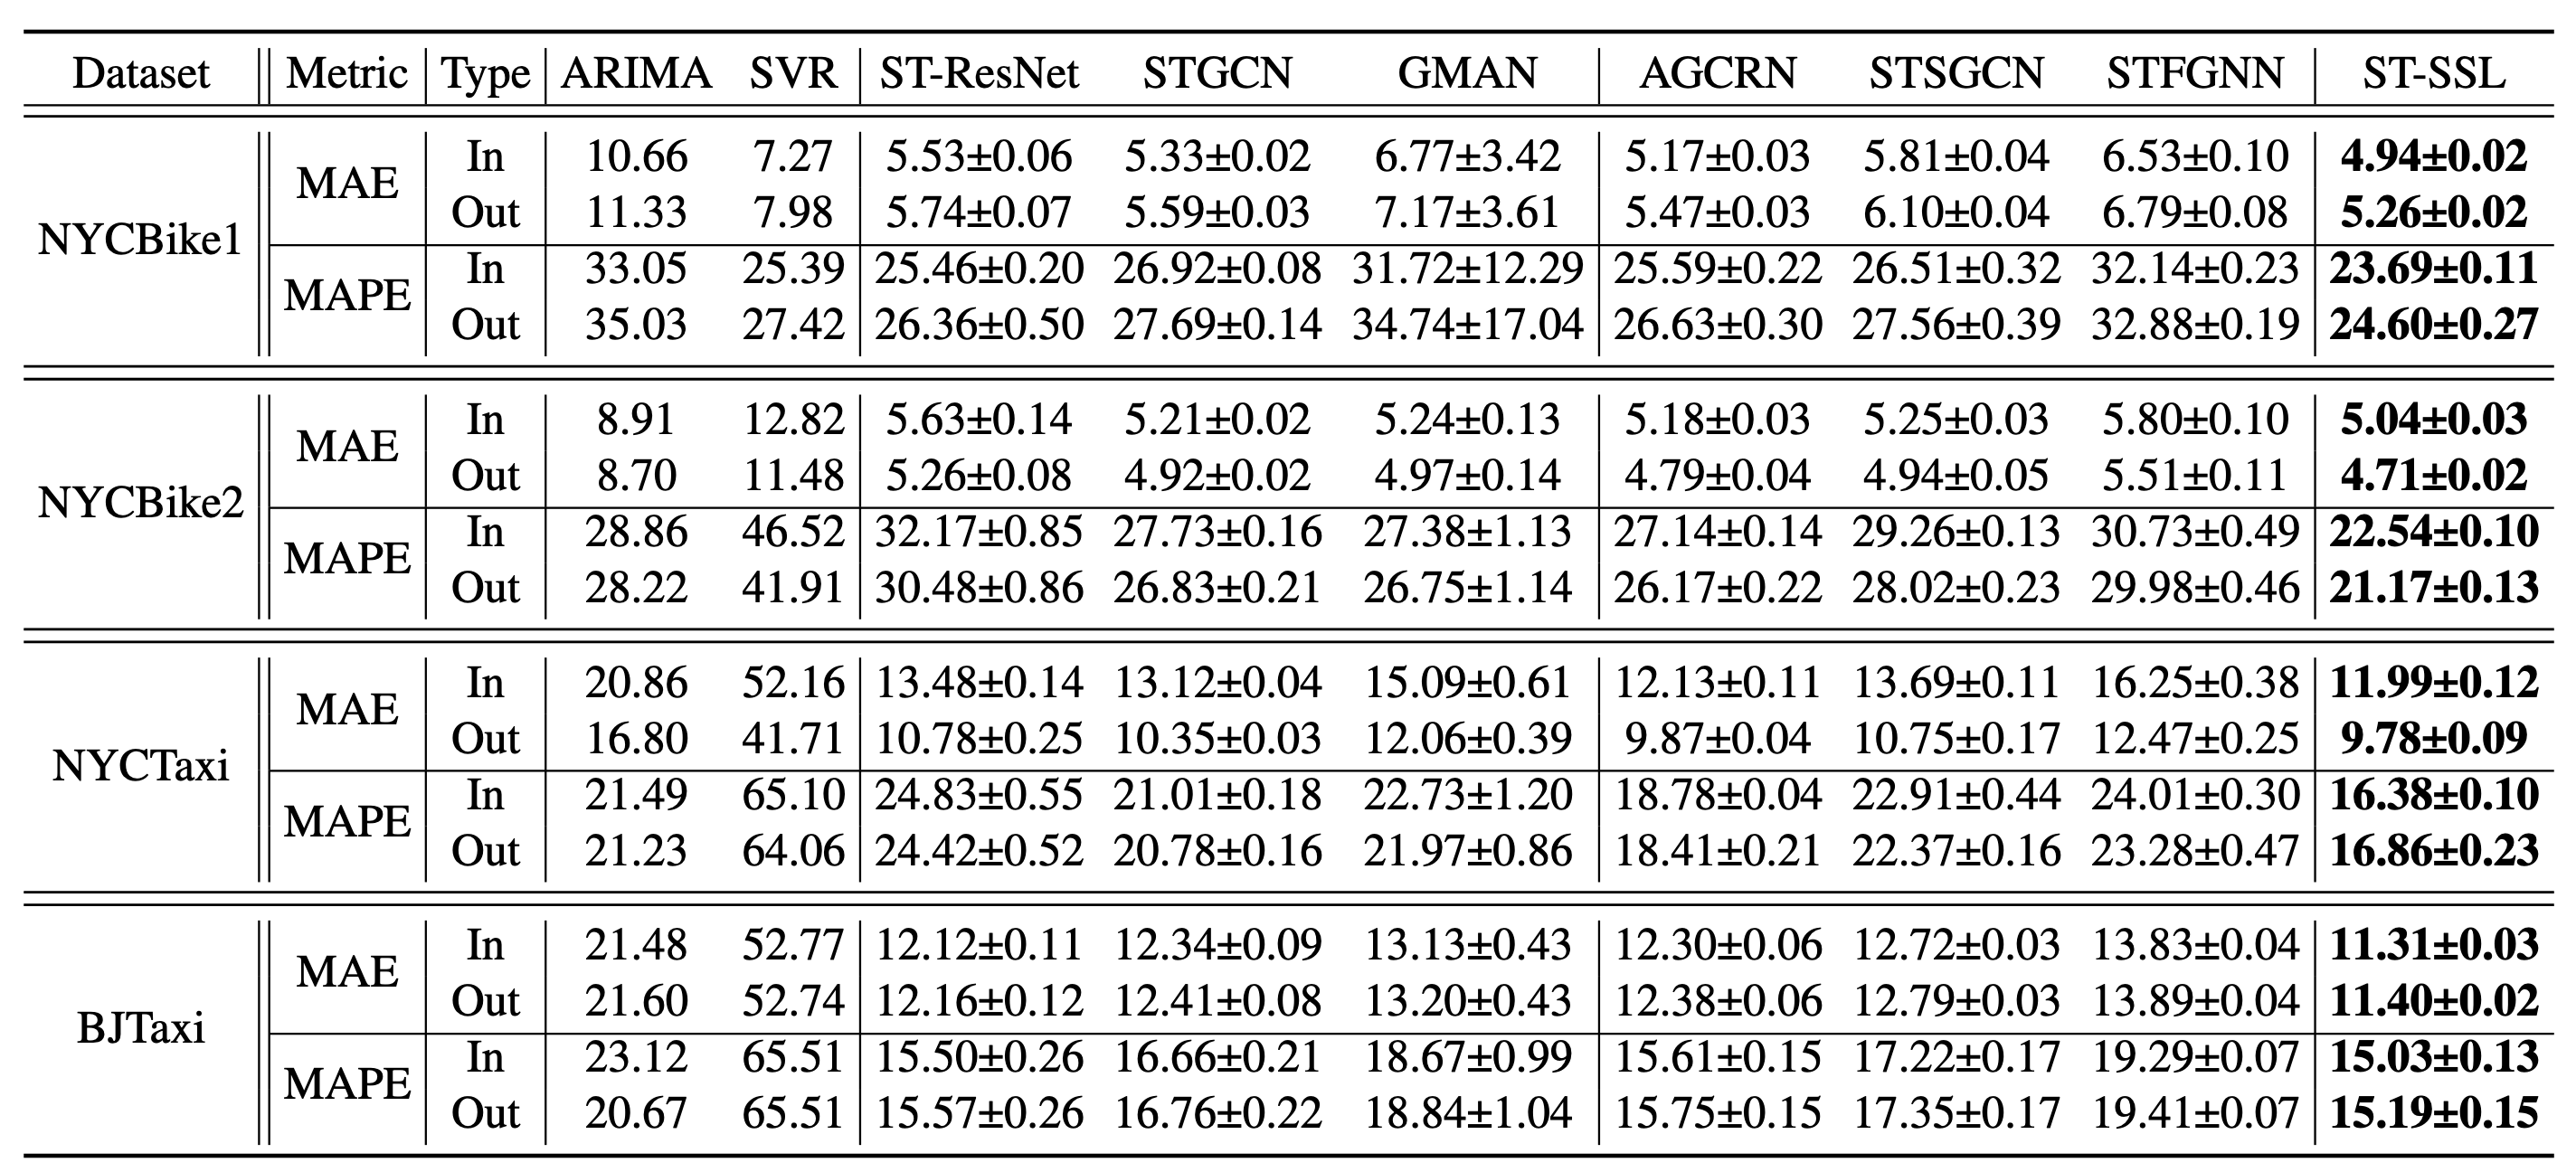 Dataset Metric Type ARIMA SVR ST-ResNet STGCN GMAN AGCRN STSGCN STFGNN ST-SSL
NYCBike1 MAE In 10.66 7.27 5.53±0.06 5.33±0.02 6.77±3.42 5.17±0.03 5.81±0.04 6.53±0.10 4.94±0.02
Out 11.33 7.98 5.74±0.07 5.59±0.03 7.17±3.61 5.47±0.03 6.10±0.04 6.79±0.08 5.26±0.02
MAPE In 33.05 25.39 25.46±0.20 26.92±0.08 31.72±12.29 25.59±0.22 26.51±0.32 32.14±0.23 23.69±0.11
Out 35.03 27.42 26.36±0.50 27.69±0.14 34.74±17.04 26.63±0.30 27.56±0.39 32.88±0.19 24.60±0.27
NYCBike2 MAE In 8.91 12.82 5.63±0.14 5.21±0.02 5.24±0.13 5.18±0.03 5.25±0.03 5.80±0.10 5.04±0.03
Out 8.70 11.48 5.26±0.08 4.92±0.02 4.97±0.14 4.79±0.04 4.94±0.05 5.51±0.11 4.71±0.02
MAPE In 28.86 46.52 32.17±0.85 27.73±0.16 27.38±1.13 27.14±0.14 29.26±0.13 30.73±0.49 22.54±0.10
Out 28.22 41.91 30.48±0.86 26.83±0.21 26.75±1.14 26.17±0.22 28.02±0.23 29.98±0.46 21.17±0.13
NYCTaxi MAE In 20.86 52.16 13.48±0.14 13.12±0.04 15.09±0.61 12.13±0.11 13.69±0.11 16.25±0.38 11.99±0.12
Out 16.80 41.71 10.78±0.25 10.35±0.03 12.06±0.39 9.87±0.04 10.75±0.17 12.47±0.25 9.78±0.09
MAPE In 21.49 65.10 24.83±0.55 21.01±0.18 22.73±1.20 18.78±0.04 22.91±0.44 24.01±0.30 16.38±0.10
Out 21.23 64.06 24.42±0.52 20.78±0.16 21.97±0.86 18.41±0.21 22.37±0.16 23.28±0.47 16.86±0.23
BJTaxi MAE In 21.48 52.77 12.12±0.11 12.34±0.09 13.13±0.43 12.30±0.06 12.72±0.03 13.83±0.04 11.31±0.03
Out 21.60 52.74 12.16±0.12 12.41±0.08 13.20±0.43 12.38±0.06 12.79±0.03 13.89±0.04 11.40±0.02
MAPE In 23.12 65.51 15.50±0.26 16.66±0.21 18.67±0.99 15.61±0.15 17.22±0.17 19.29±0.07 15.03±0.13
Out 20.67 65.51 15.57±0.26 16.76±0.22 18.84±1.04 15.75±0.15 17.35±0.17 19.41±0.07 15.19±0.15